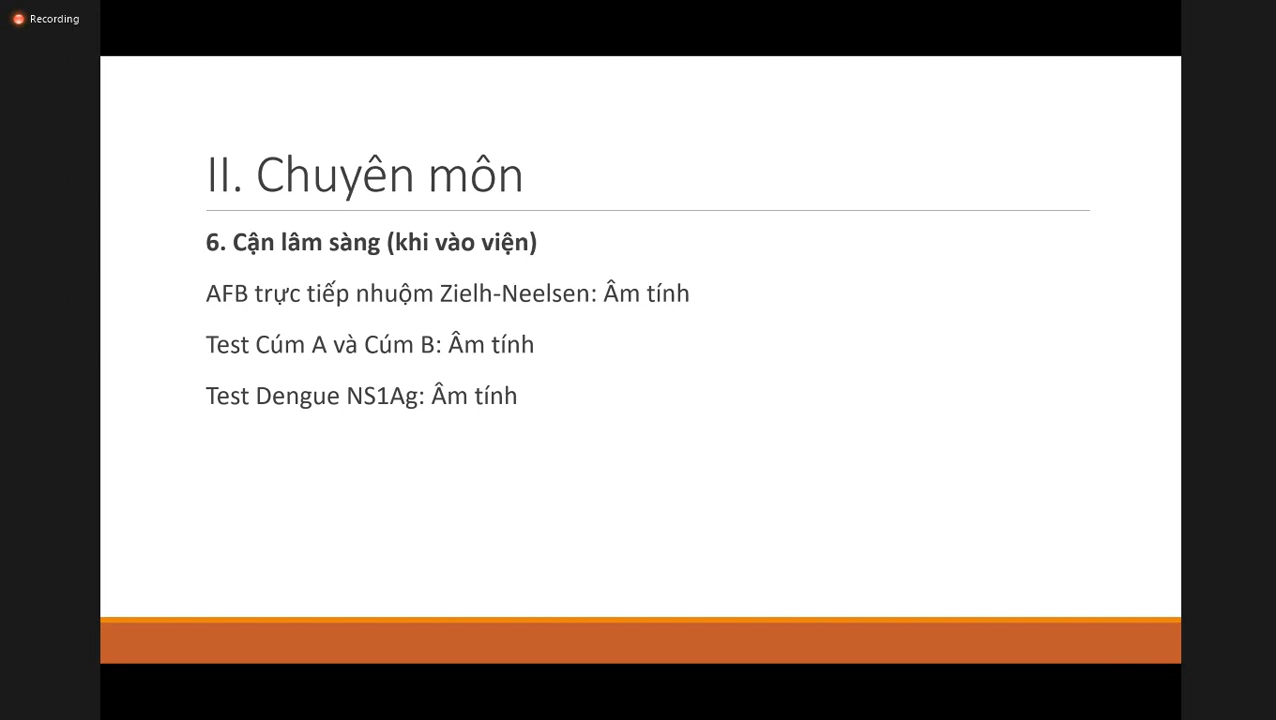 Recording
II. Chuyên môn
6. Cận lâm sàng (khi vào viện)
AFB trực tiếp nhuộm Zielh-Neelsen: Âm tính
Test Cúm A và Cúm B: Âm tính
Test Dengue NS1Ag: Âm tính